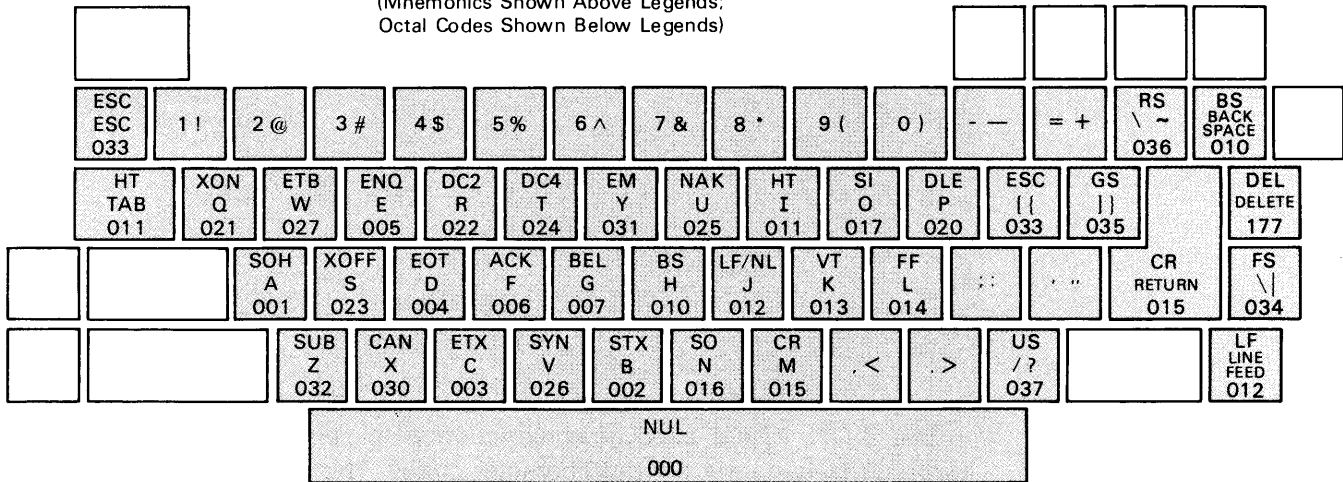 (Mnemonics Shown Above Legends;
Octal Codes Shown Below Legends)
ESC
ESC
033
1 !
2 @
3 #
4 $
5 %
6 ^
7 &
8 *
9 (
0 )
- —
= +
RS
\ ~
036
BS
BACK
SPACE
010
HT
TAB
011
XON
Q
021
ETB
W
027
ENQ
E
005
DC2
R
022
DC4
T
024
EM
Y
031
NAK
U
025
HT
I
011
SI
O
017
DLE
P
020
ESC
[ {
033
GS
] }
035
DEL
DELETE
177
SOH
A
001
XOFF
S
023
EOT
D
004
ACK
F
006
BEL
G
007
BS
H
010
LF/NL
J
012
VT
K
013
FF
L
014
; :
' "
CR
RETURN
015
FS
\ |
034
SUB
Z
032
CAN
X
030
ETX
C
003
SYN
V
026
STX
B
002
SO
N
016
CR
M
015
, <
. >
US
/ ?
037
LF
LINE
FEED
012
NUL
000